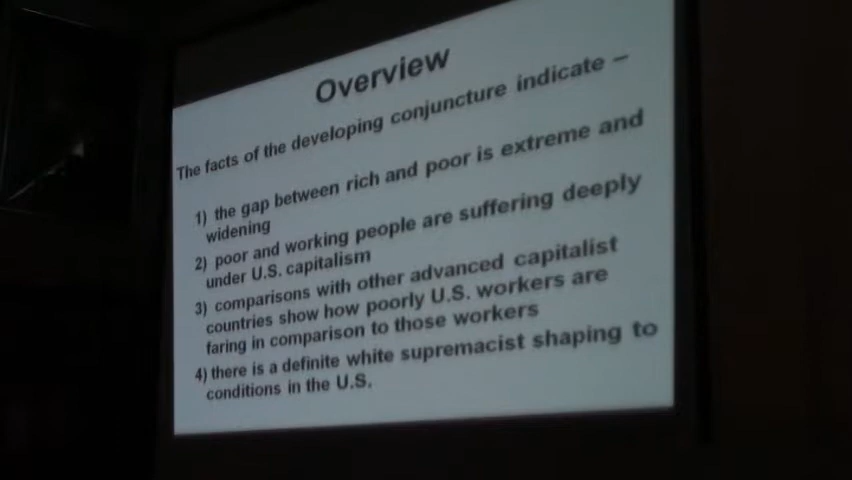 Overview
The facts of the developing conjuncture indicate –
1) the gap between rich and poor is extreme and
widening
2) poor and working people are suffering deeply
under U.S. capitalism
3) comparisons with other advanced capitalist
countries show how poorly U.S. workers are
faring in comparison to those workers
4) there is a definite white supremacist shaping to
conditions in the U.S.